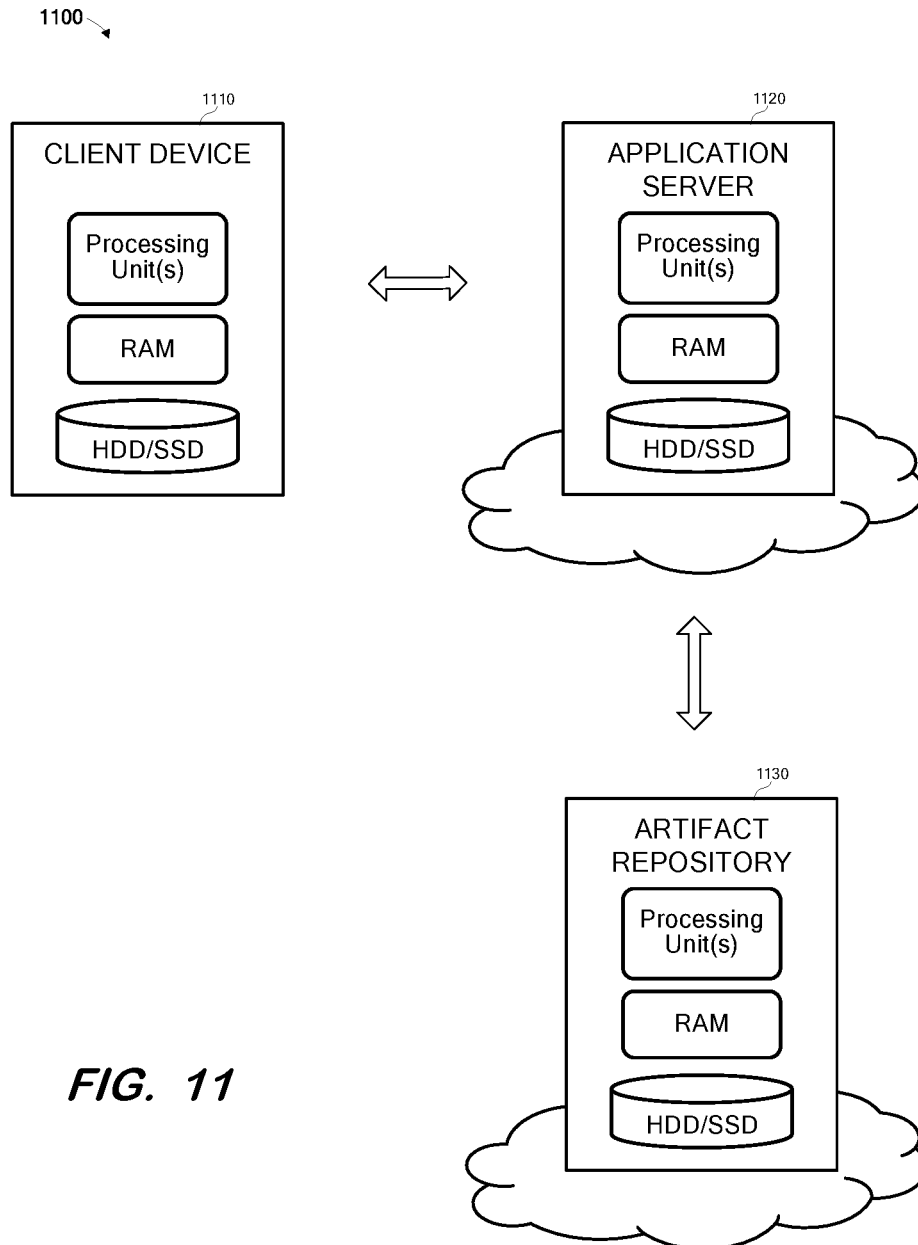 1100
1110
CLIENT DEVICE
Processing
Unit(s)
RAM
HDD/SSD
1120
APPLICATION
SERVER
Processing
Unit(s)
RAM
HDD/SSD
1130
ARTIFACT
REPOSITORY
Processing
Unit(s)
RAM
HDD/SSD
FIG. 11